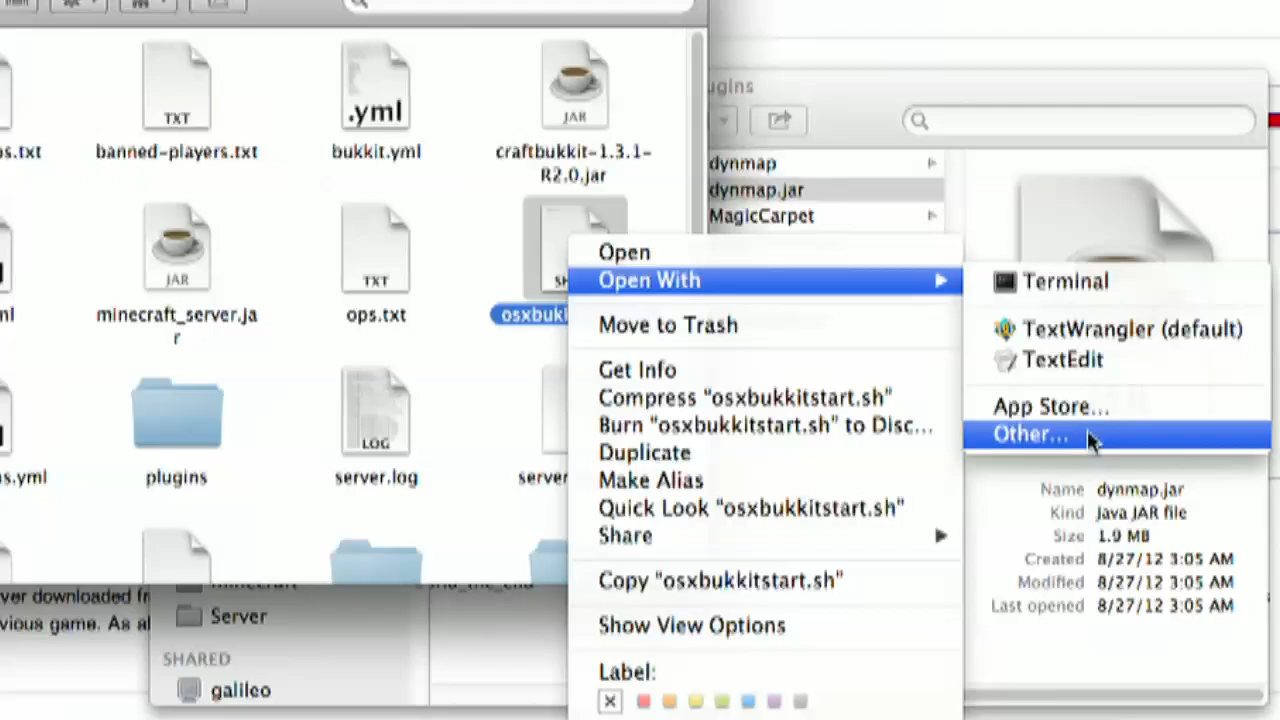 TXT
.yml
JAR
s.txt
banned-players.txt
bukkit.yml
craftbukkit-1.3.1-
R2.0.jar
JAR
TXT
minecraft_server.ja
r
ops.txt
osxbukk
LOG
s.yml
plugins
server.log
server
ver downloaded fr
vious game. As al
Server
SHARED
galileo
ugins
dynmap
dynmap.jar
MagicCarpet
Open
Open With
Move to Trash
Get Info
Compress "osxbukkitstart.sh"
Burn "osxbukkitstart.sh" to Disc...
Duplicate
Make Alias
Quick Look "osxbukkitstart.sh"
Share
Copy "osxbukkitstart.sh"
Show View Options
Label:
Terminal
TextWrangler (default)
TextEdit
App Store...
Other...
Name dynmap.jar
Kind Java JAR file
Size 1.9 MB
Created 8/27/12 3:05 AM
Modified 8/27/12 3:05 AM
Last opened 8/27/12 3:05 AM